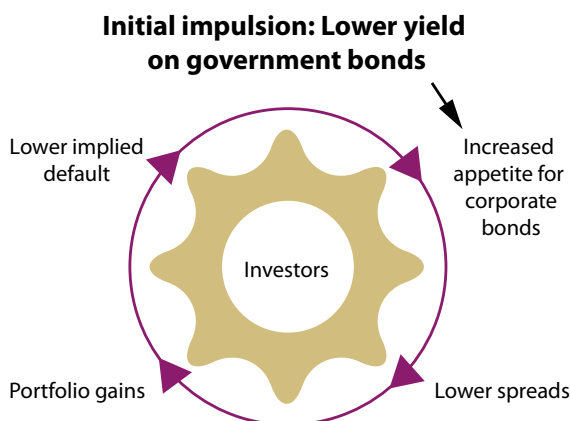 Initial impulsion: Lower yield
on government bonds
Lower implied
default
Increased
appetite for
corporate
bonds
Investors
Portfolio gains
Lower spreads